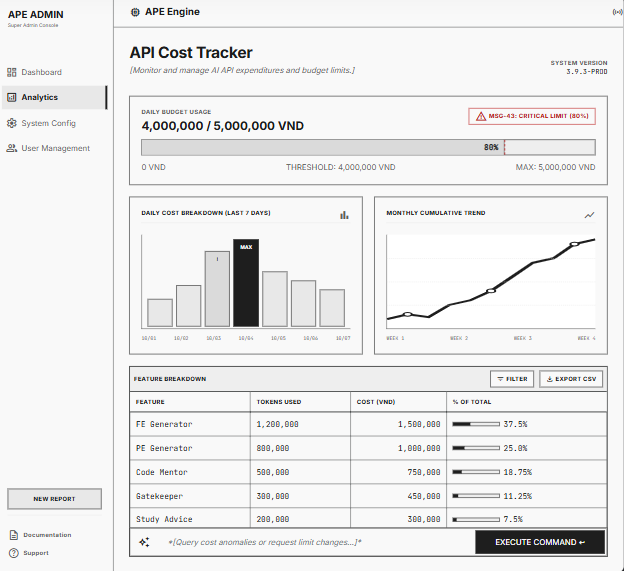 APE ADMIN
Super Admin Console
APE Engine
Dashboard
Analytics
System Config
User Management
NEW REPORT
Documentation
Support
API Cost Tracker
[Monitor and manage AI API expenditures and budget limits.]
SYSTEM VERSION
3.9.3-PROD
DAILY BUDGET USAGE
4,000,000 / 5,000,000 VND
MSG-43: CRITICAL LIMIT (80%)
80%
0 VND THRESHOLD: 4,000,000 VND MAX: 5,000,000 VND
DAILY COST BREAKDOWN (LAST 7 DAYS)
MAX
10/01 10/02 10/03 10/04 10/05 10/06 10/07
MONTHLY CUMULATIVE TREND
WEEK 1 WEEK 2 WEEK 3 WEEK 4
FEATURE BREAKDOWN
FILTER
EXPORT CSV
FEATURE TOKENS USED COST (VND) % OF TOTAL
FE Generator 1,200,000 1,500,000 37.5%
PE Generator 800,000 1,000,000 25.0%
Code Mentor 500,000 750,000 18.75%
Gatekeeper 300,000 450,000 11.25%
Study Advice 200,000 300,000 7.5%
*[Query cost anomalies or request limit changes...]*
EXECUTE COMMAND ↩